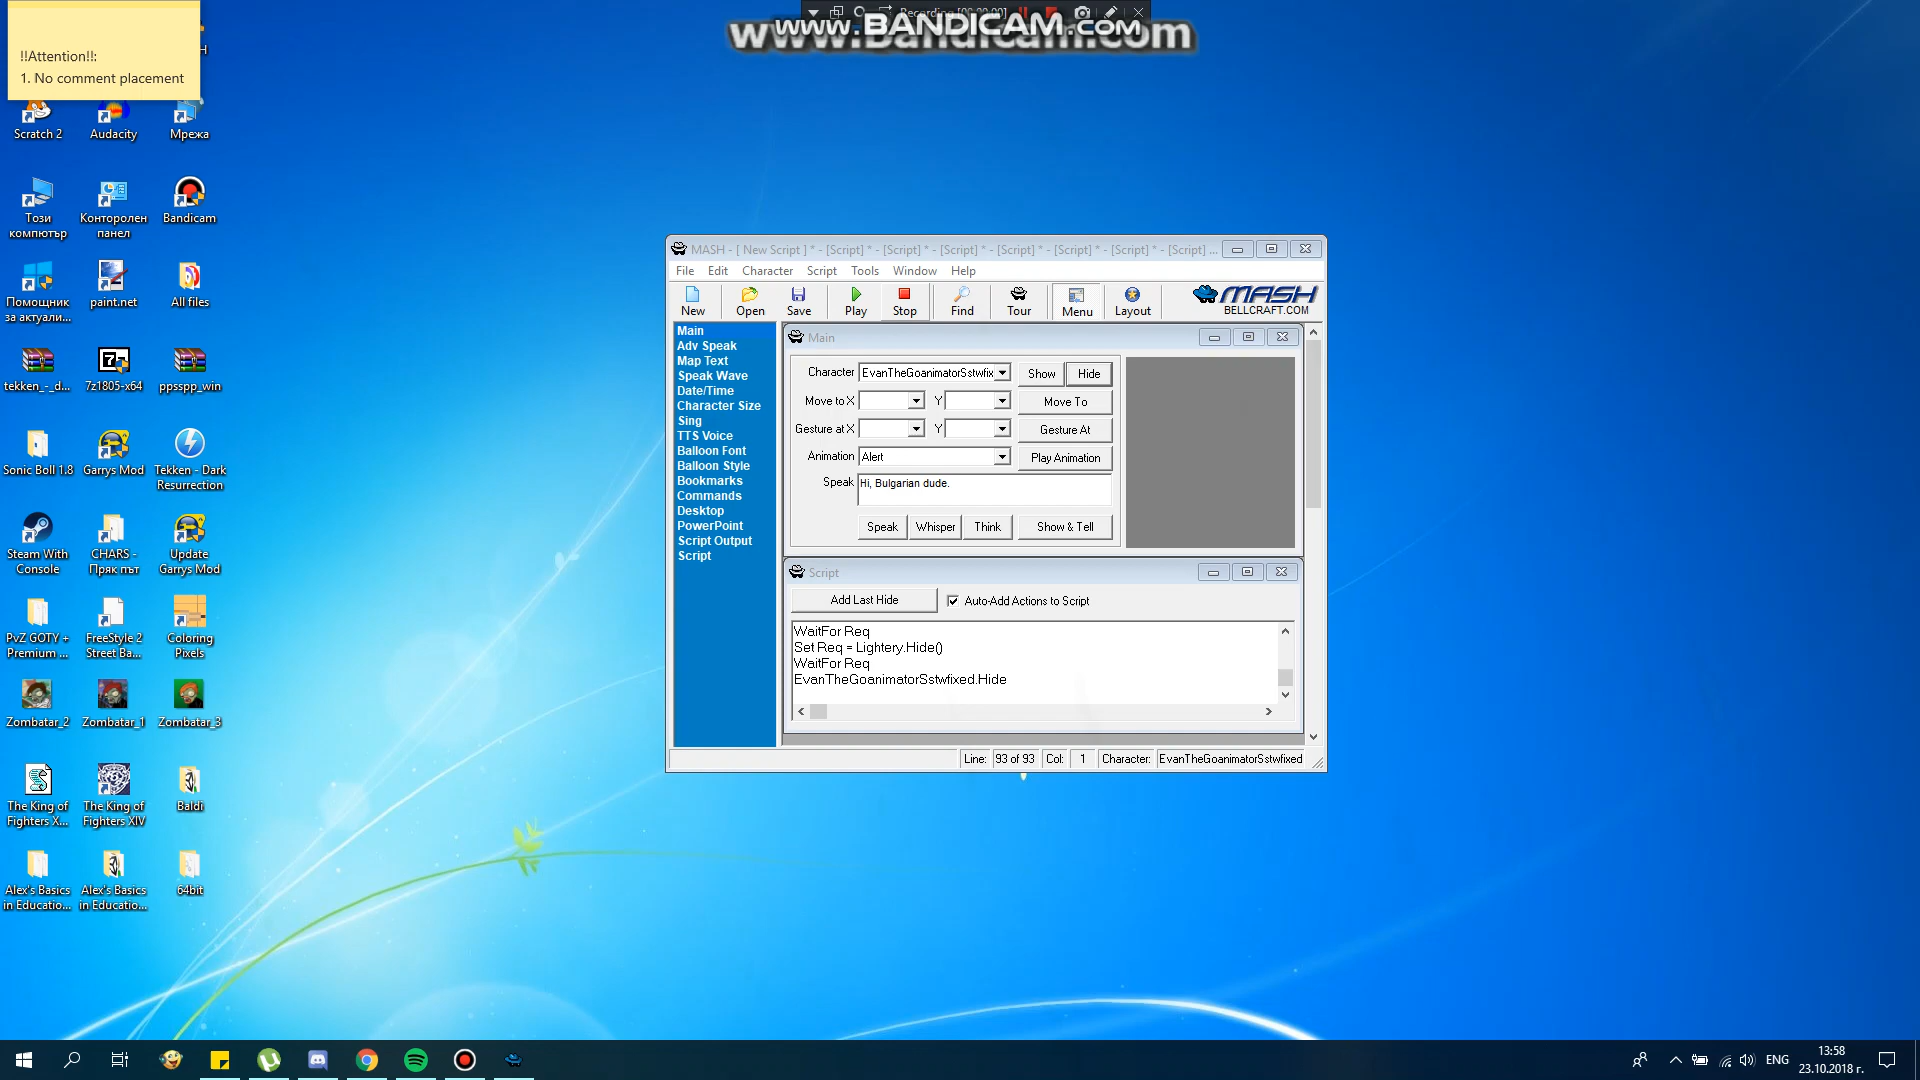 !!Attention!!:
1. No comment placement
H
Scratch 2
Audacity
Мрежа
Този компютър
Контролен панел
Bandicam
Помощник за актуали...
paint.net
All files
tekken_-_d...
7z1805-x64
ppsspp_win
Sonic Boll 1.8
Garrys Mod
Tekken - Dark Resurrection
Steam With Console
CHARS - Пряк път
Update Garrys Mod
PvZ GOTY + Premium ...
FreeStyle 2 Street Ba...
Coloring Pixels
Zombatar_2
Zombatar_1
Zombatar_3
The King of Fighters X...
The King of Fighters XIV
Baldi
Alex's Basics in Educatio...
Alex's Basics in Educatio...
64bit
Recording [00:00:00]
www.BANDICAM.com
www.Bandicam.com
MASH - [ New Script ] * - [Script] * - [Script] * - [Script] * - [Script] * - [Script] * - [Script] * - [Script] ...
File Edit Character Script Tools Window Help
New Open Save Play Stop Find Tour Menu Layout
MASH
BELLCRAFT.COM
Main
Adv Speak
Map Text
Speak Wave
Date/Time
Character Size
Sing
TTS Voice
Balloon Font
Balloon Style
Bookmarks
Commands
Desktop
PowerPoint
Script Output
Script
Main
Character EvanTheGoanimatorSstwfix Show Hide
Move to X Y Move To
Gesture at X Y Gesture At
Animation Alert Play Animation
Speak Hi, Bulgarian dude.
Speak Whisper Think Show & Tell
Script
Add Last Hide Auto-Add Actions to Script
WaitFor Req
Set Req = Lightery.Hide()
WaitFor Req
EvanTheGoanimatorSstwfixed.Hide
Line: 93 of 93 Col: 1 Character: EvanTheGoanimatorSstwfixed
ENG
13:58
23.10.2018 г.